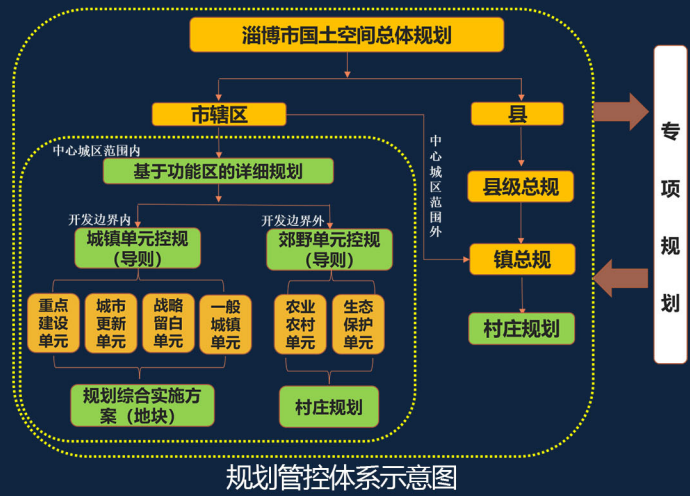 淄博市国土空间总体规划
市辖区
县
中心城区范围内
基于功能区的详细规划
中心城区范围外
县级总规
开发边界内
开发边界外
城镇单元控规
（导则）
郊野单元控规
（导则）
镇总规
重点
建设
单元
城市
更新
单元
战略
留白
单元
一般
城镇
单元
农业
农村
单元
生态
保护
单元
村庄规划
规划综合实施方
案（地块）
村庄规划
专项规划
规划管控体系示意图